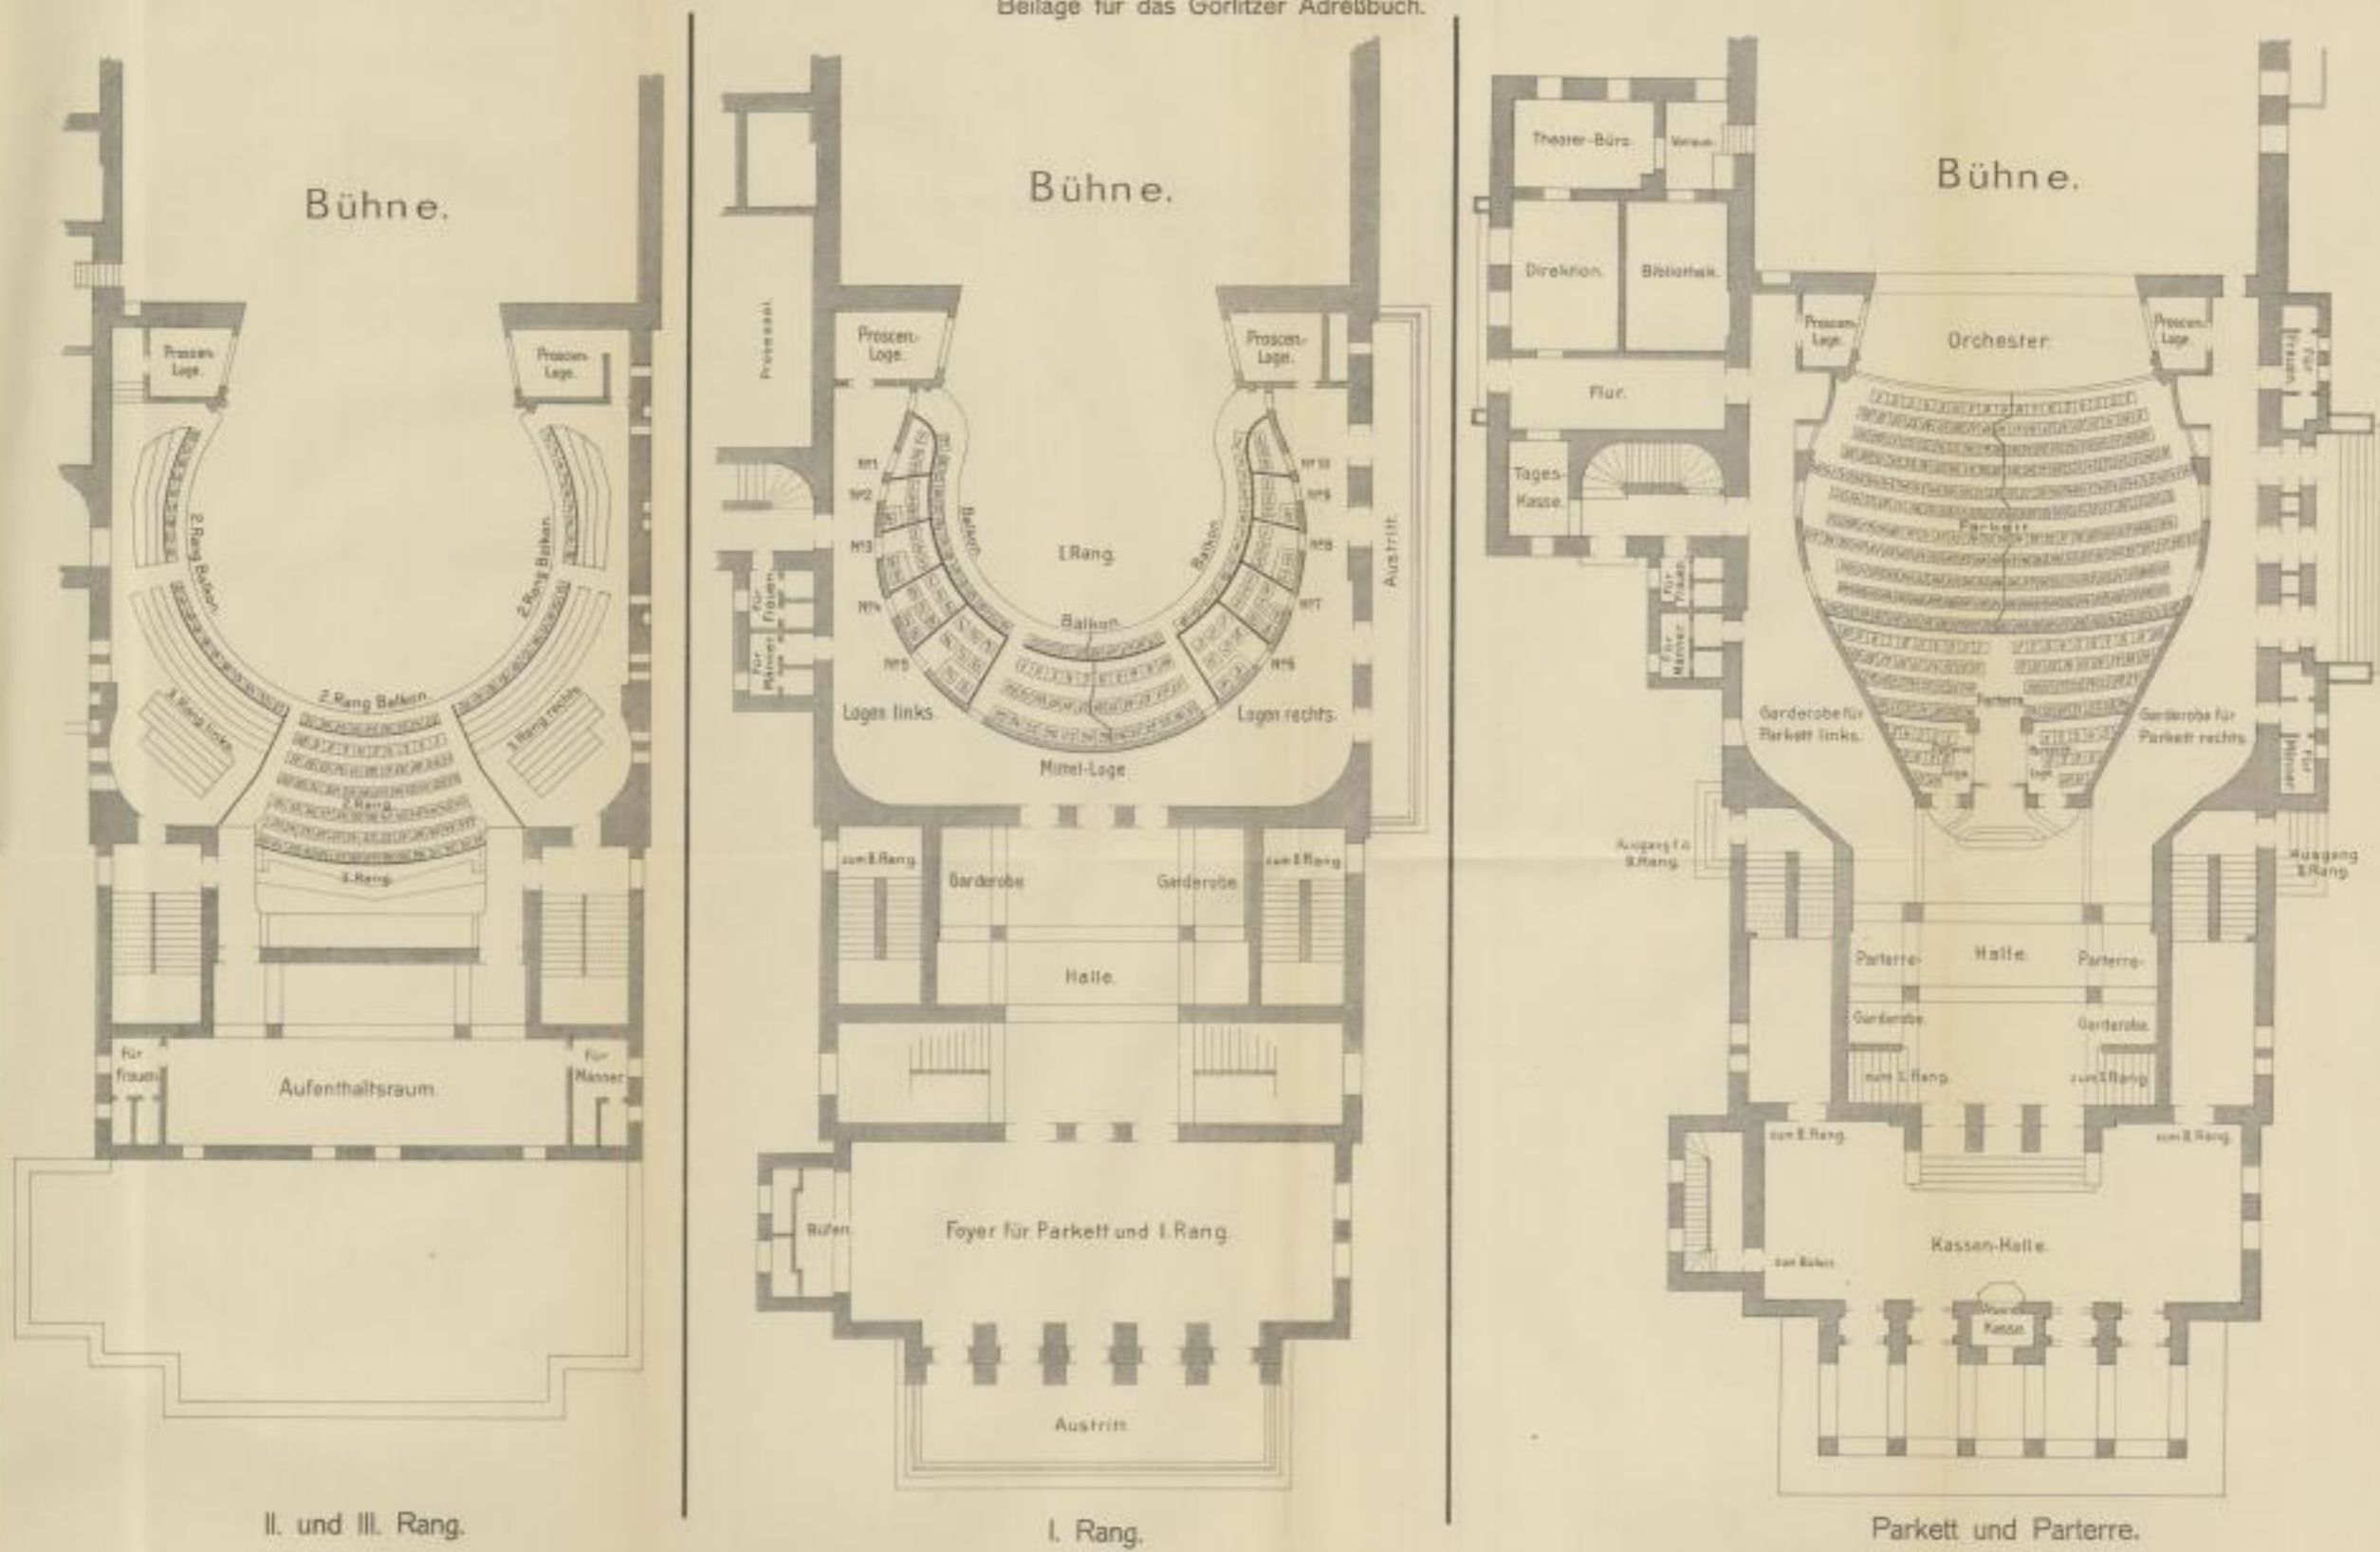 Beilage für das Görlitzer Adreßbuch.
Bühne.
Proscen-
Loge.
Proscen-
Loge.
2. Rang Balkon.
2. Rang Balkon.
2. Rang Balkon.
3. Rang links.
3. Rang rechts.
2. Rang.
3. Rang.
Für
Frauen
Für
Männer
Aufenthaltsraum.
II. und III. Rang.
Bühne.
Proscen.-
Loge.
Proscen.-
Loge.
Nº1
Nº2
Nº3
Nº4
Nº5
Nº10
Nº9
Nº8
Nº7
Nº6
Balkon.
Balkon.
Balkon.
I. Rang.
Austritt.
Für
Frauen
Für
Männer
Logen links.
Logen rechts.
Mittel-Loge
zum II. Rang.
zum II. Rang
Garderobe
Garderobe
Halle.
Büfett
Foyer für Parkett und I. Rang.
Austritt
I. Rang.
Bühne.
Theater-Büro.
Direktion.
Bibliothek.
Flur.
Tages-
Kasse.
Proscen.-
Loge.
Proscen.-
Loge.
Orchester.
Für
Frauen.
Parkett.
Für
Frauen
Für
Männer
Parterre
Garderobe für
Parkett links.
Garderobe für
Parkett rechts.
Für
Männer
Loge
Loge
Ausgang f. d.
II. Rang.
Ausgang
II. Rang.
Parterre-
Halle
Parterre-
Garderobe.
Garderobe.
zum I. Rang
zum I. Rang
zum II. Rang.
zum II. Rang.
Kassen-Halle.
zum Büfett
Kasse.
Parkett und Parterre.